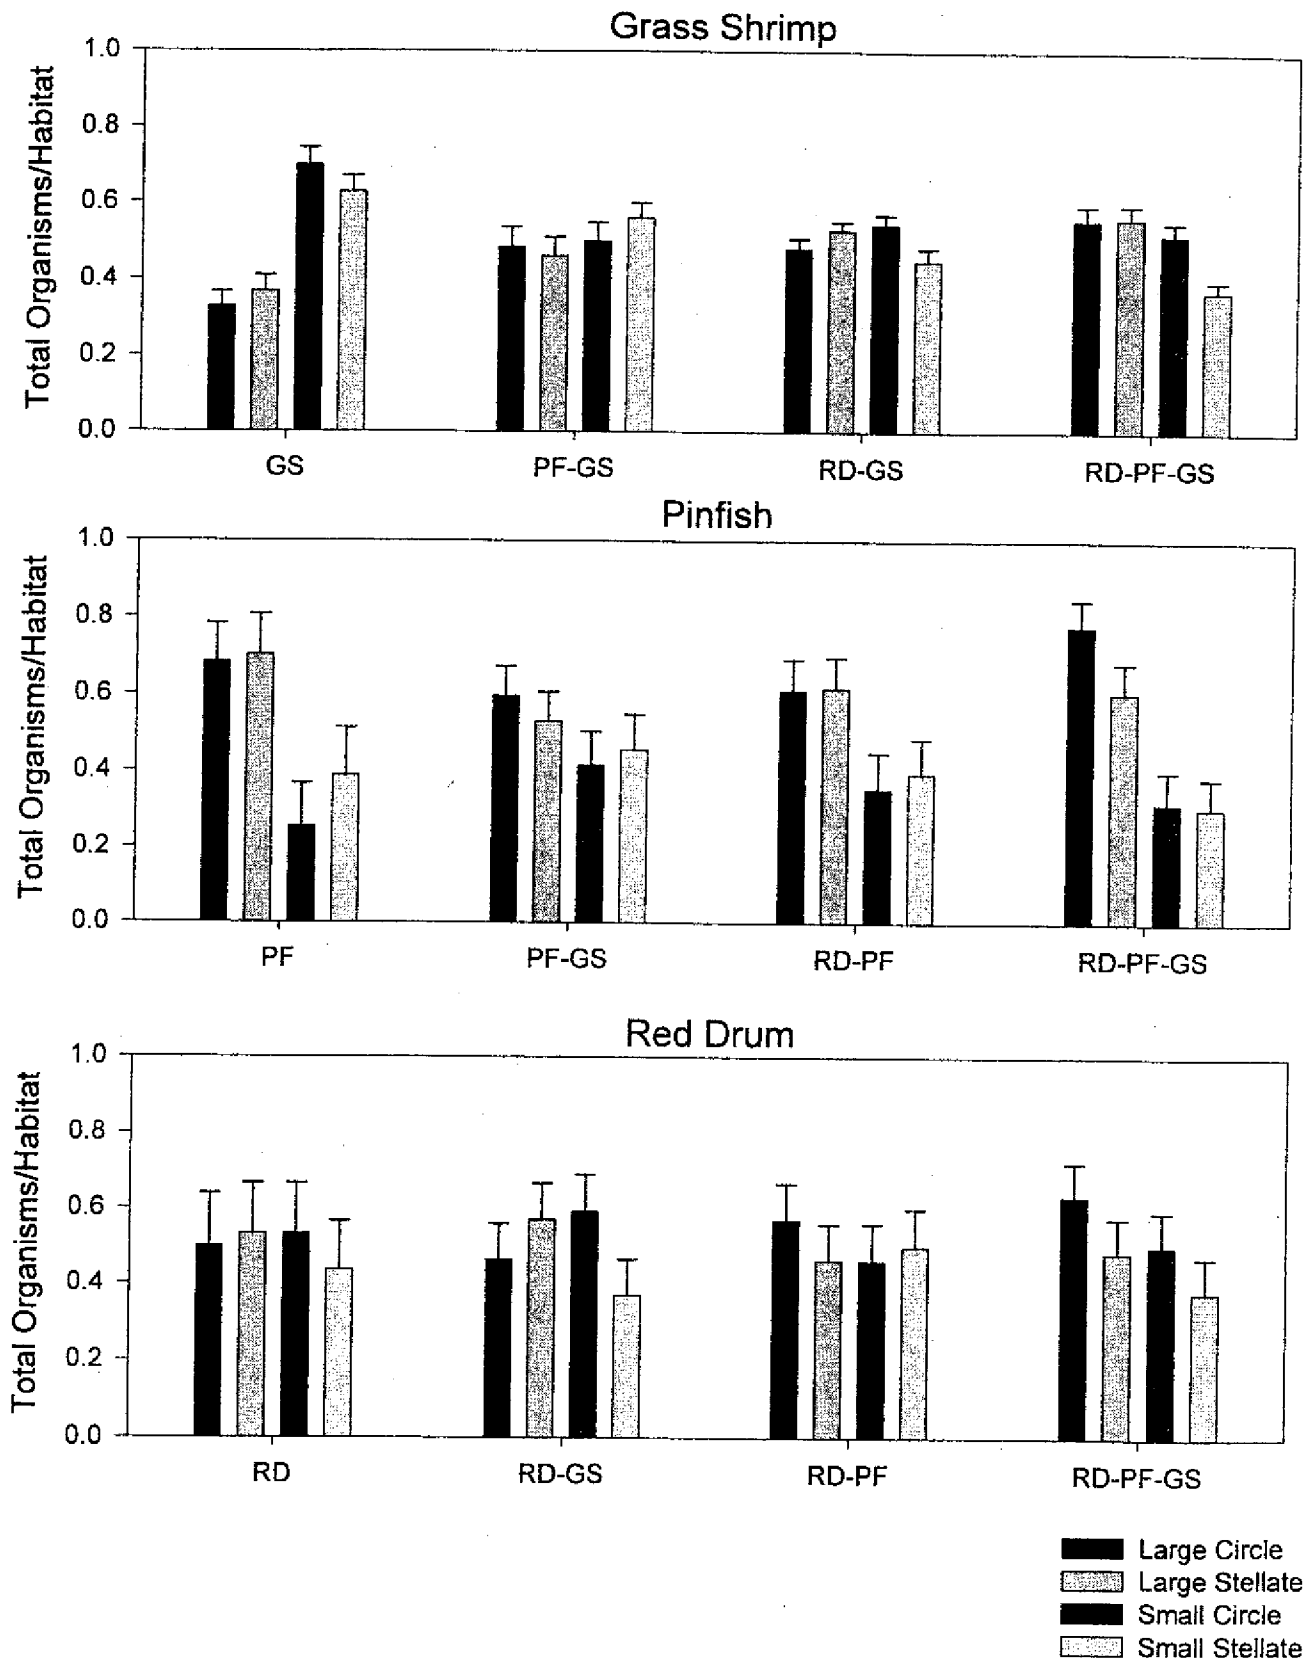 Grass Shrimp
Total Organisms/Habitat
1.0
0.8
0.6
0.4
0.2
0.0
GS PF-GS RD-GS RD-PF-GS
Pinfish
Total Organisms/Habitat
1.0
0.8
0.6
0.4
0.2
0.0
PF PF-GS RD-PF RD-PF-GS
Red Drum
Total Organisms/Habitat
1.0
0.8
0.6
0.4
0.2
0.0
RD RD-GS RD-PF RD-PF-GS
Large Circle
Large Stellate
Small Circle
Small Stellate